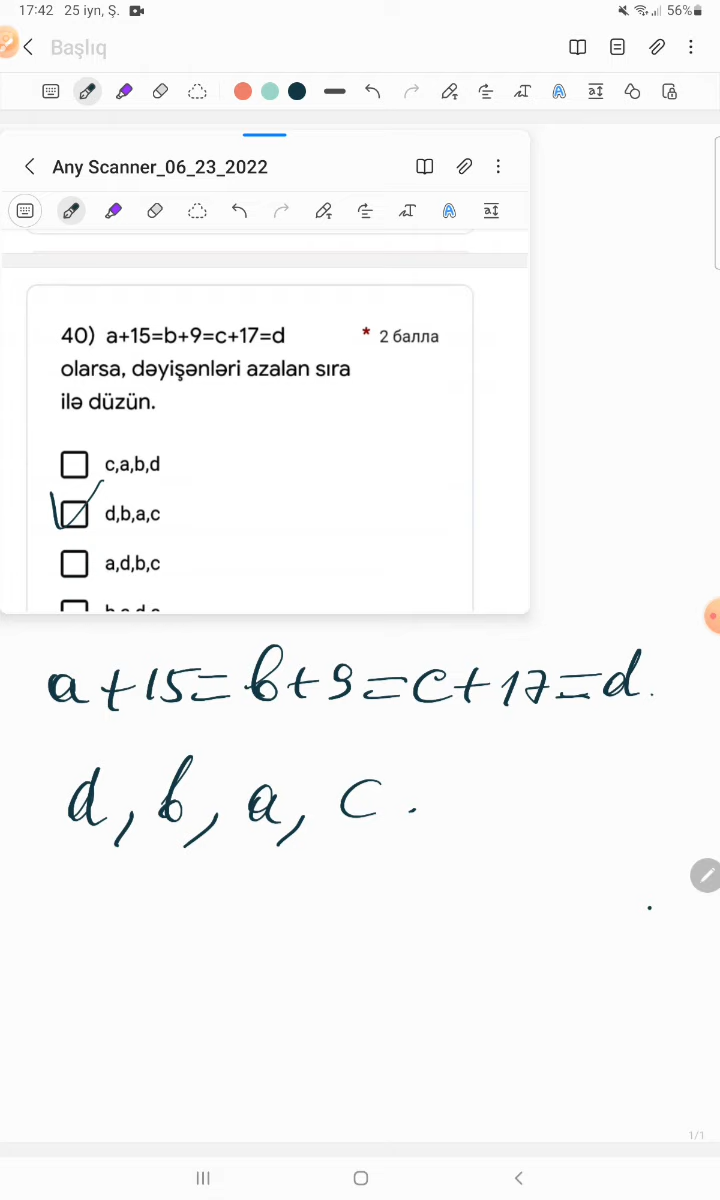 17:42 25 iyn, Ş. 56%
Başlıq
Any Scanner_06_23_2022
40) a+15=b+9=c+17=d * 2 балла
olarsa, dəyişənləri azalan sıra
ilə düzün.
c,a,b,d
d,b,a,c
a,d,b,c
a+15=b+9=c+17=d.
d, b, a, c.
1/1